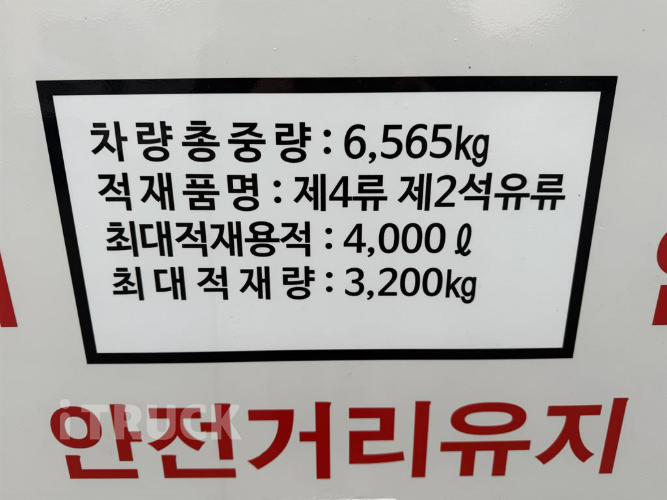 차량총중량 : 6,565kg
적재품명 : 제4류 제2석유류
최대적재용적 : 4,000 ℓ
최대적재량 : 3,200kg
iTRUCK
안전거리유지